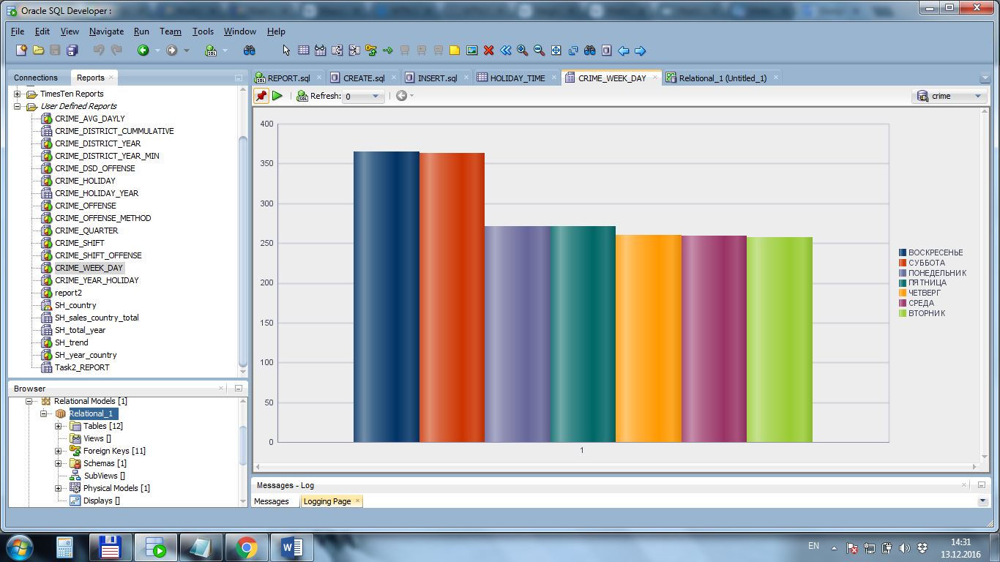 Oracle SQL Developer :
File Edit View Navigate Run Team Tools Window Help
Connections Reports
TimesTen Reports
User Defined Reports
CRIME_AVG_DAYLY
CRIME_DISTRICT_CUMMULATIVE
CRIME_DISTRICT_YEAR
CRIME_DISTRICT_YEAR_MIN
CRIME_DSD_OFFENSE
CRIME_HOLIDAY
CRIME_HOLIDAY_YEAR
CRIME_OFFENSE
CRIME_OFFENSE_METHOD
CRIME_QUARTER
CRIME_SHIFT
CRIME_SHIFT_OFFENSE
CRIME_WEEK_DAY
CRIME_YEAR_HOLIDAY
report2
SH_country
SH_sales_country_total
SH_total_year
SH_trend
SH_year_country
Task2_REPORT
Browser
Relational Models [1]
Relational_1
Tables [12]
Views []
Foreign Keys [11]
Schemas [1]
SubViews []
Physical Models [1]
Displays []
REPORT.sql CREATE.sql INSERT.sql HOLIDAY_TIME CRIME_WEEK_DAY Relational_1 (Untitled_1)
Refresh: 0 crime
400
350
300
250
200
150
100
50
0
1
ВОСКРЕСЕНЬЕ
СУББОТА
ПОНЕДЕЛЬНИК
ПЯТНИЦА
ЧЕТВЕРГ
СРЕДА
ВТОРНИК
Messages - Log
Messages Logging Page
EN
14:31
13.12.2016